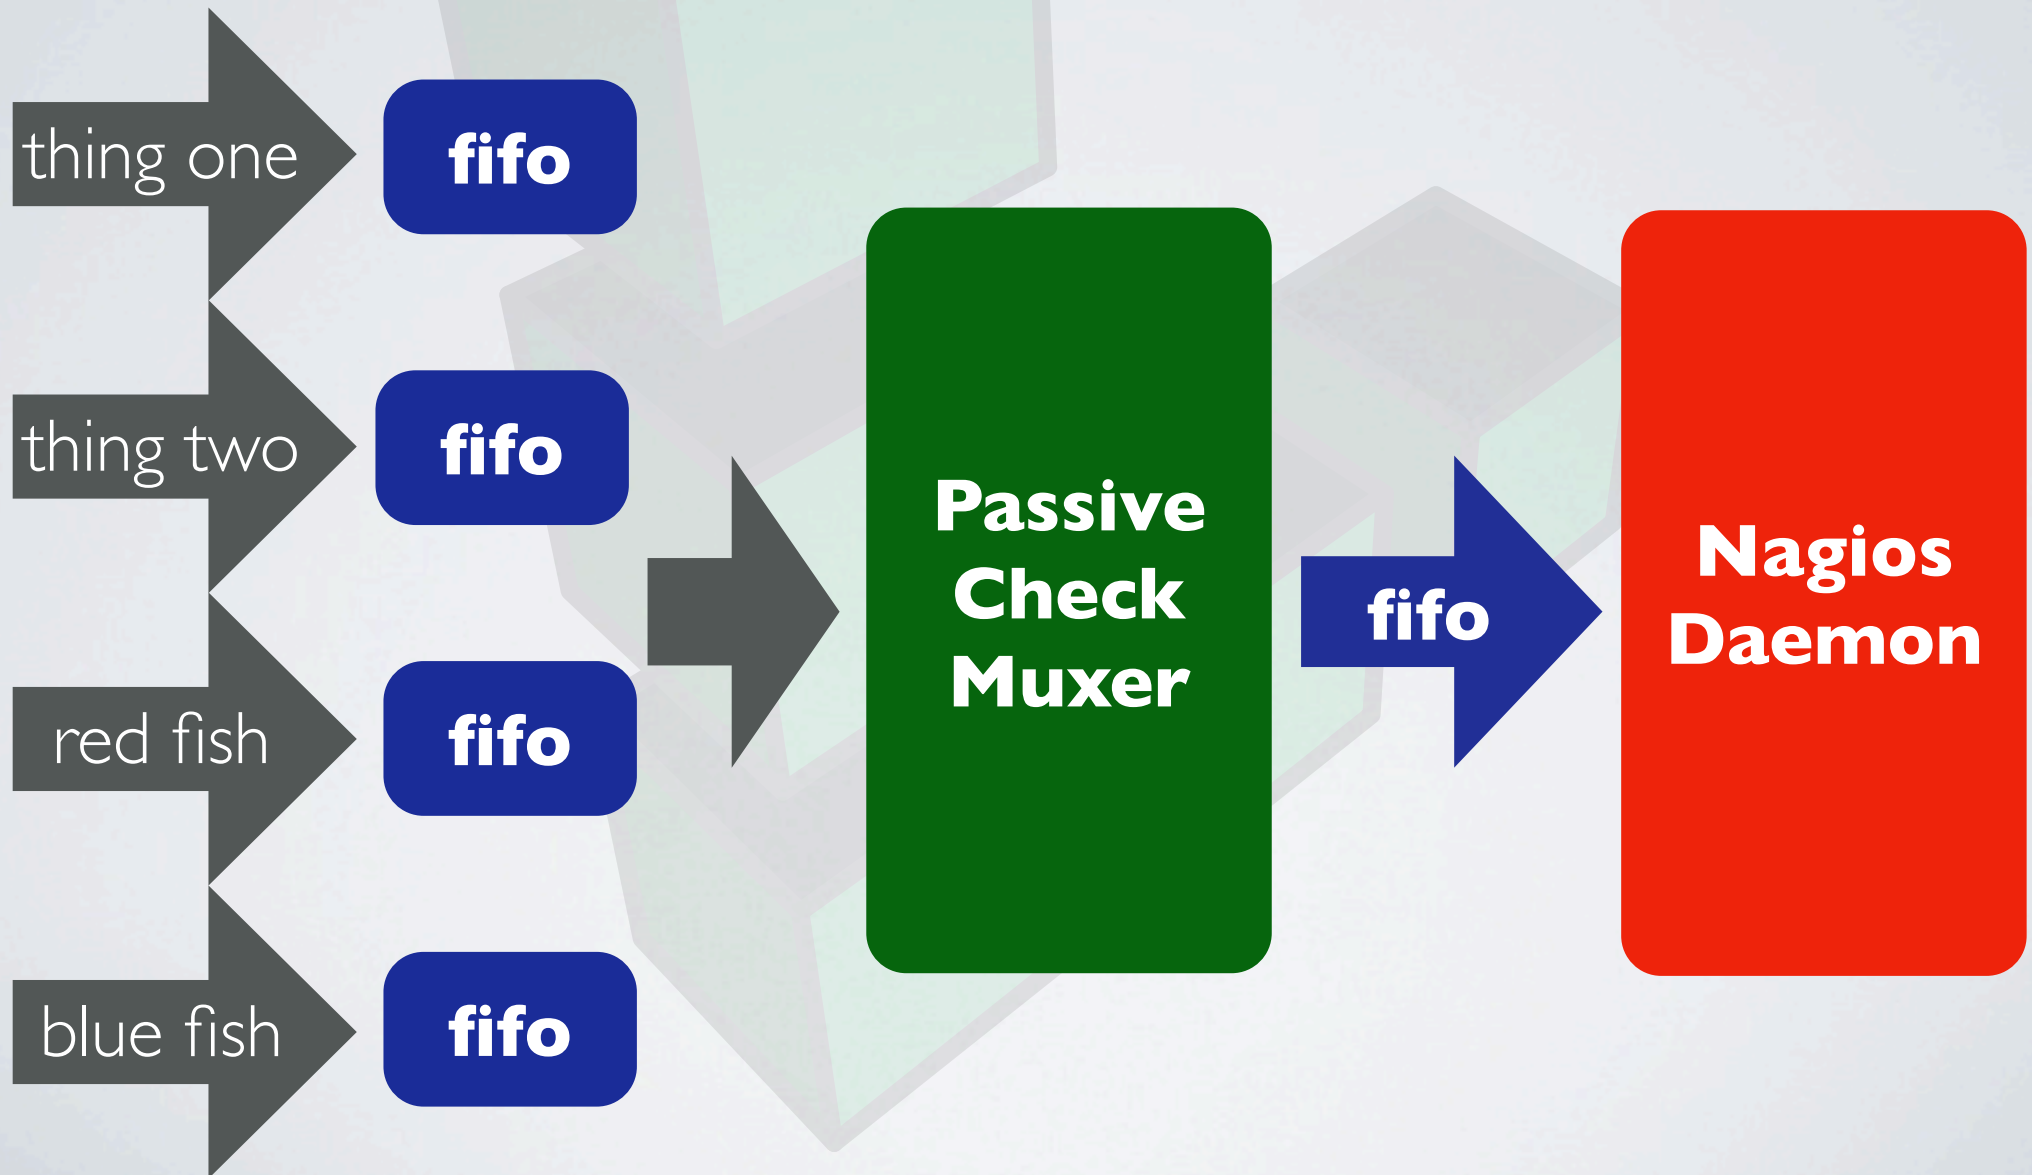 thing one
fifo
thing two
fifo
red fish
fifo
blue fish
fifo
Passive
Check
Muxer
fifo
Nagios
Daemon